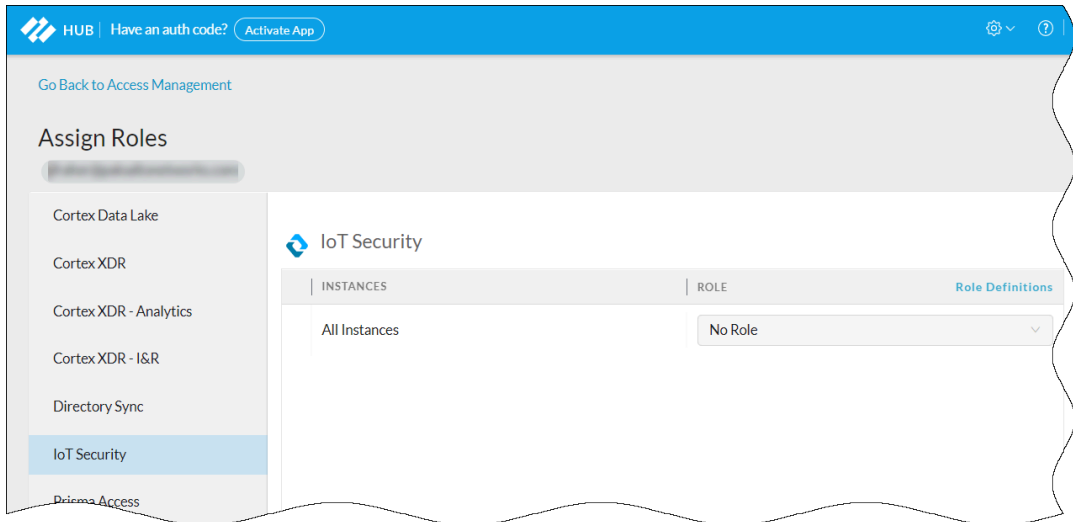 HUB Have an auth code? Activate App
Go Back to Access Management
Assign Roles
Cortex Data Lake
Cortex XDR
Cortex XDR - Analytics
Cortex XDR - I&R
Directory Sync
IoT Security
Prisma Access
IoT Security
INSTANCES ROLE Role Definitions
All Instances No Role